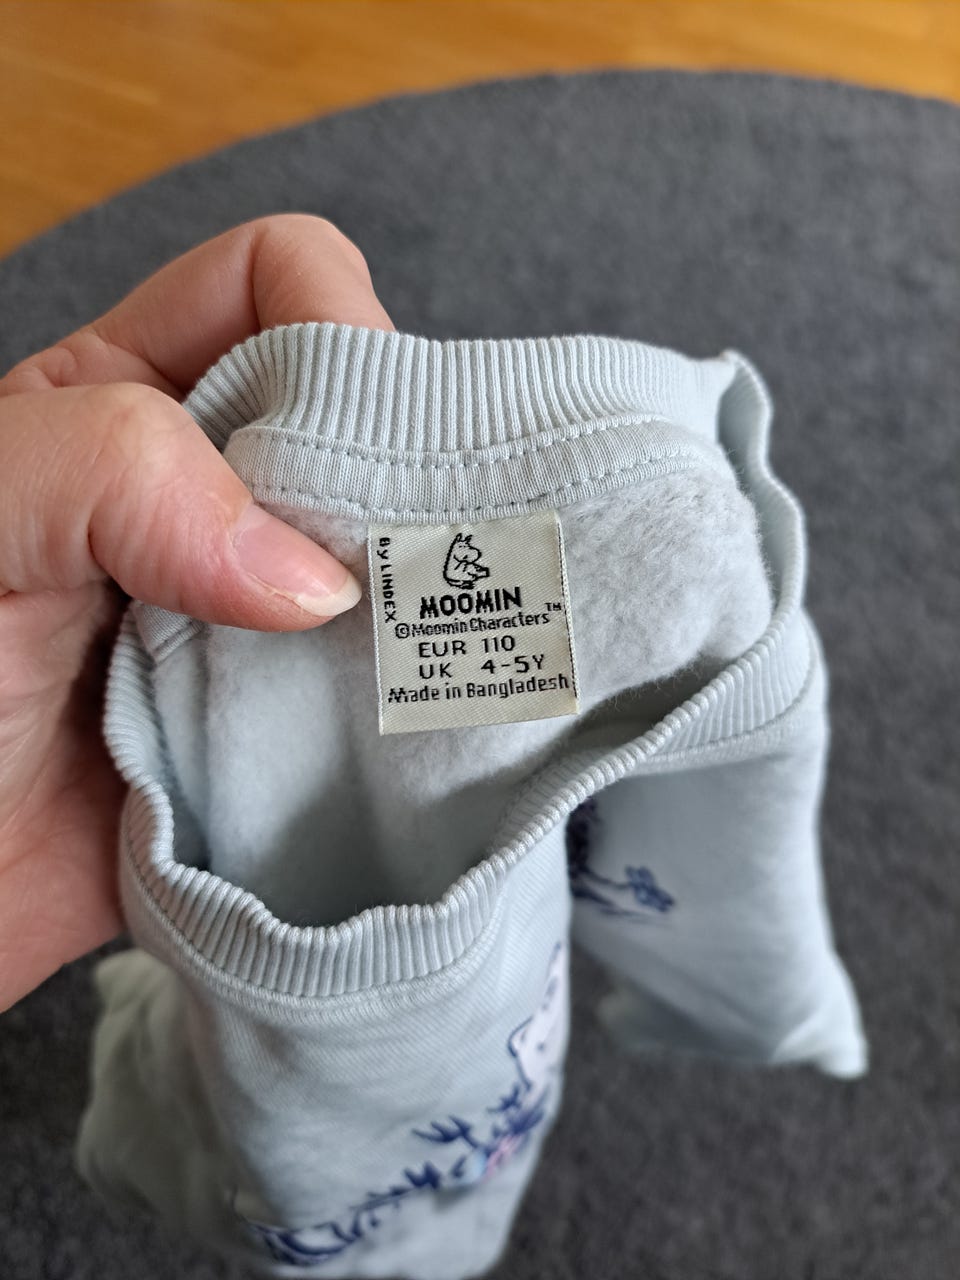 By LINDEX
MOOMIN
©Moomin Characters™
EUR 110
UK 4-5Y
Made in Bangladesh